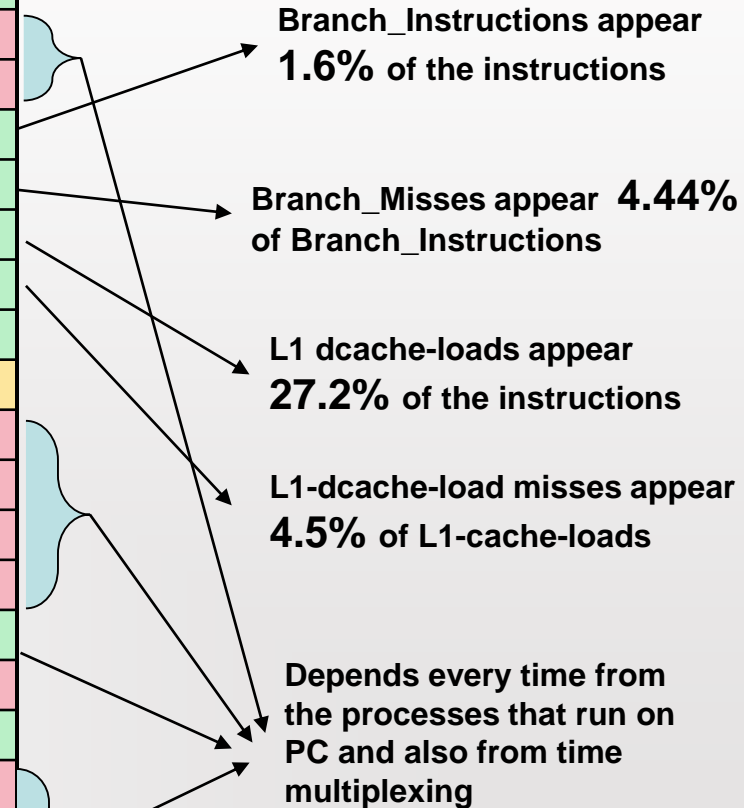 Branch_Instructions appear
1.6% of the instructions
Branch_Misses appear 4.44%
of Branch_Instructions
L1 dcache-loads appear
27.2% of the instructions
L1-dcache-load misses appear
4.5% of L1-cache-loads
Depends every time from
the processes that run on
PC and also from time
multiplexing